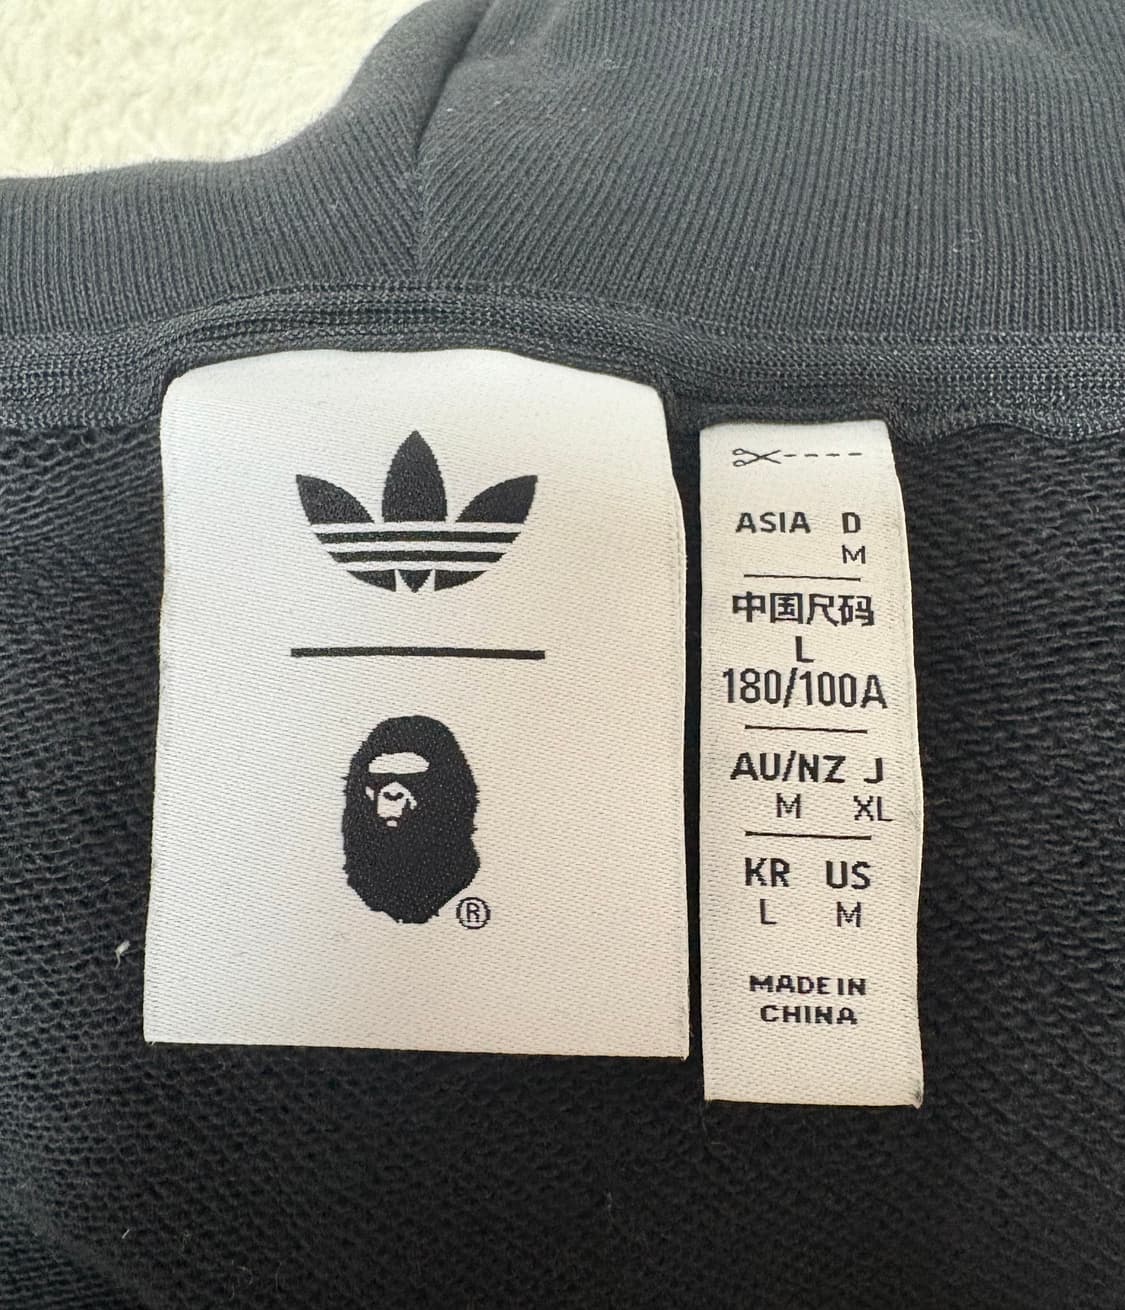 ®
ASIA D
M
中国尺码
L
180/100A
AU/NZ J
M XL
KR US
L M
MADE IN
CHINA